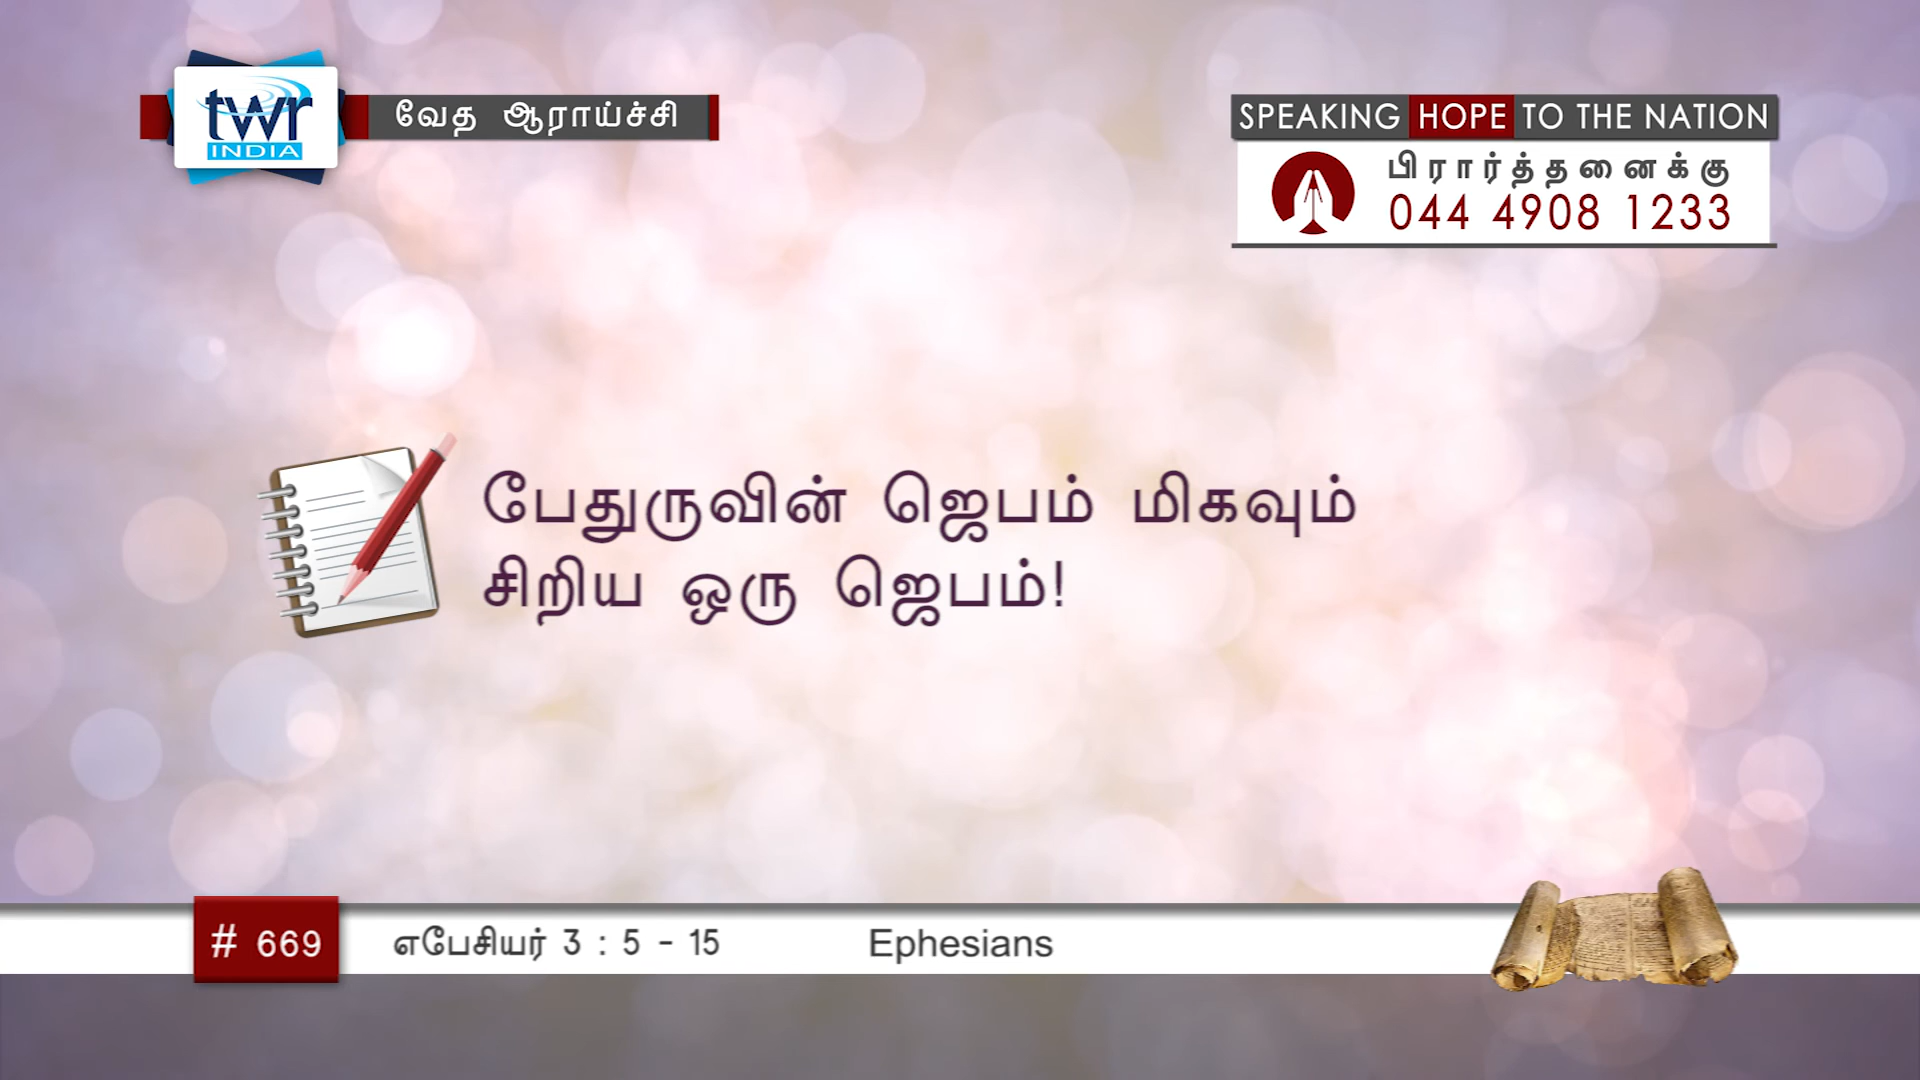 twr
INDIA
வேத ஆராய்ச்சி
SPEAKING HOPE TO THE NATION
பிரார்த்தனைக்கு
044 4908 1233
பேதுருவின் ஜெபம் மிகவும்
சிறிய ஒரு ஜெபம்!
# 669
எபேசியர் 3 : 5 - 15
Ephesians